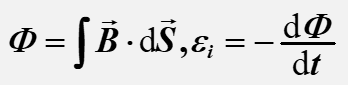 Φ = ∫ B⃗ · dS⃗, εᵢ = − dΦ/dt